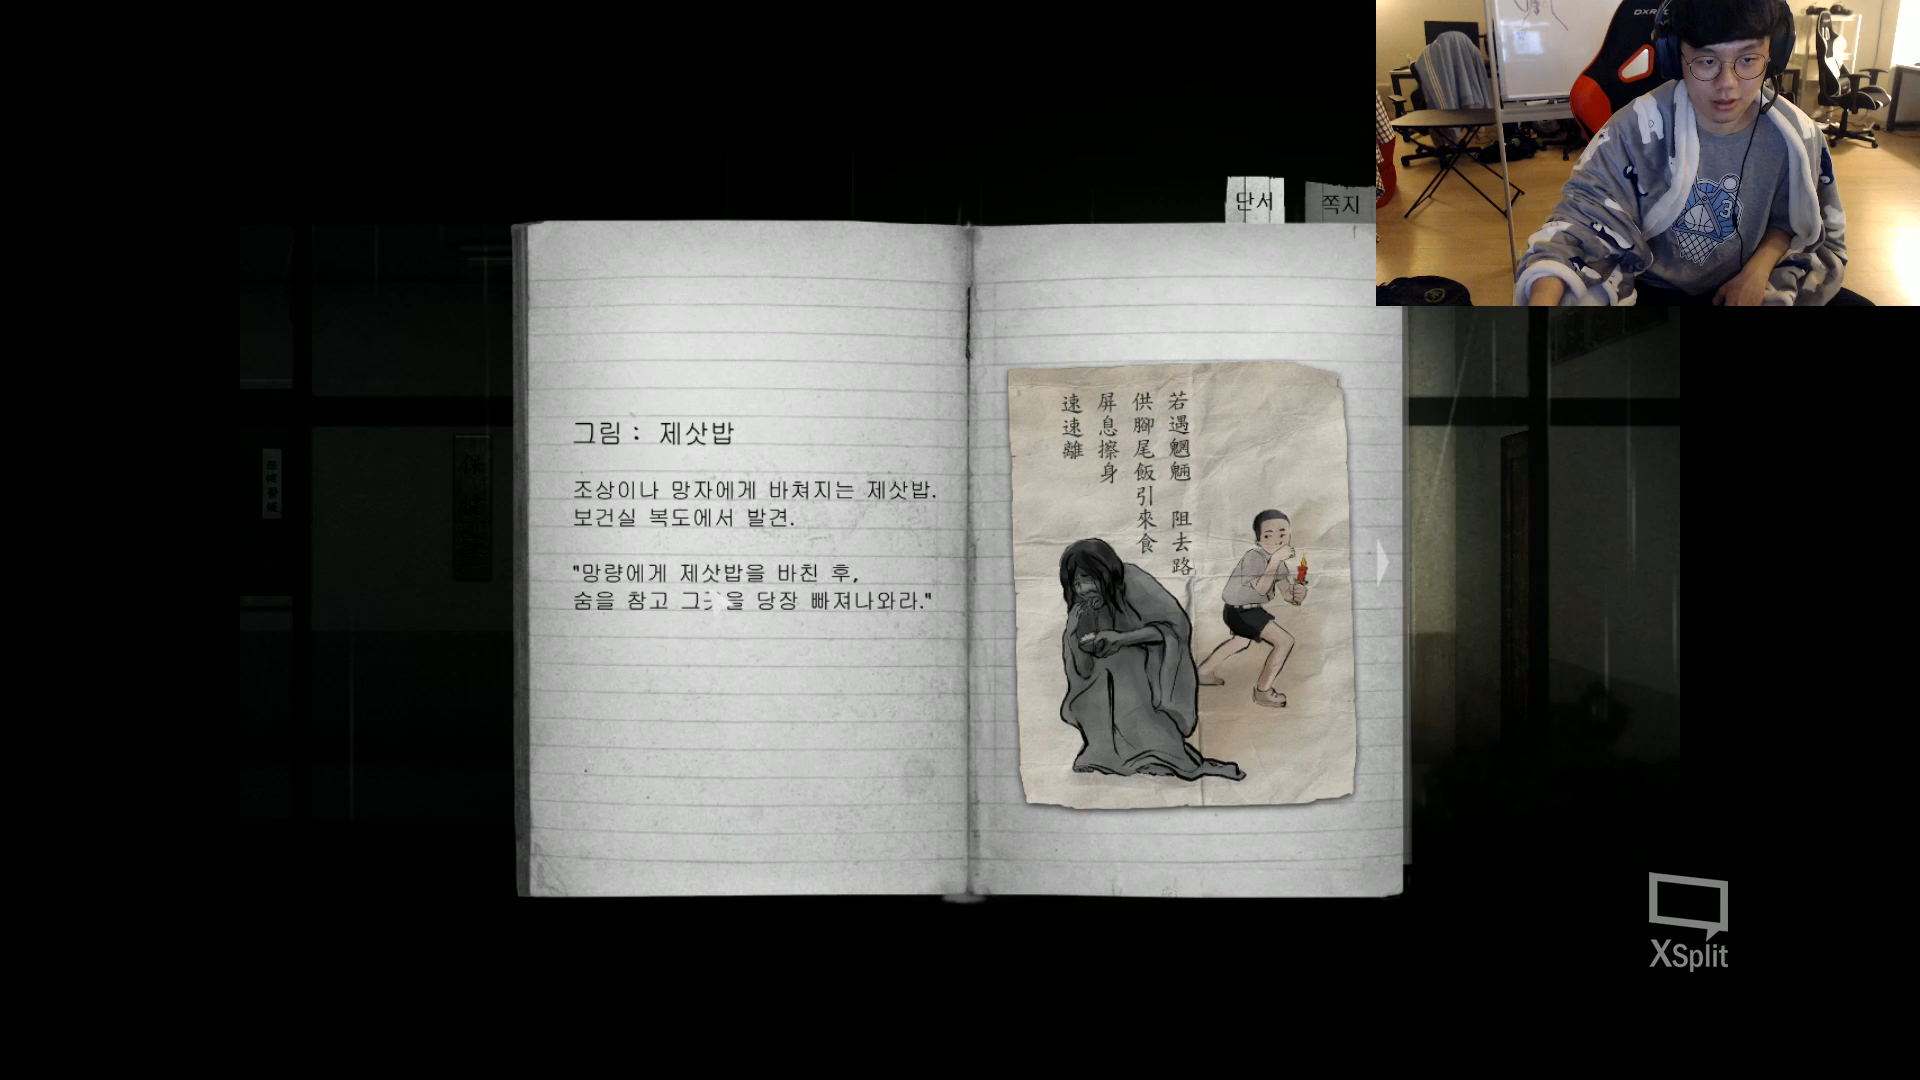 단서
쪽지
그림 : 제삿밥
조상이나 망자에게 바쳐지는 제삿밥.
보건실 복도에서 발견.
"망량에게 제삿밥을 바친 후,
숨을 참고 그곳을 당장 빠져나와라."
若遇魍魎 阻去路
供腳尾飯引來食
屏息擦身
速速離
XSplit